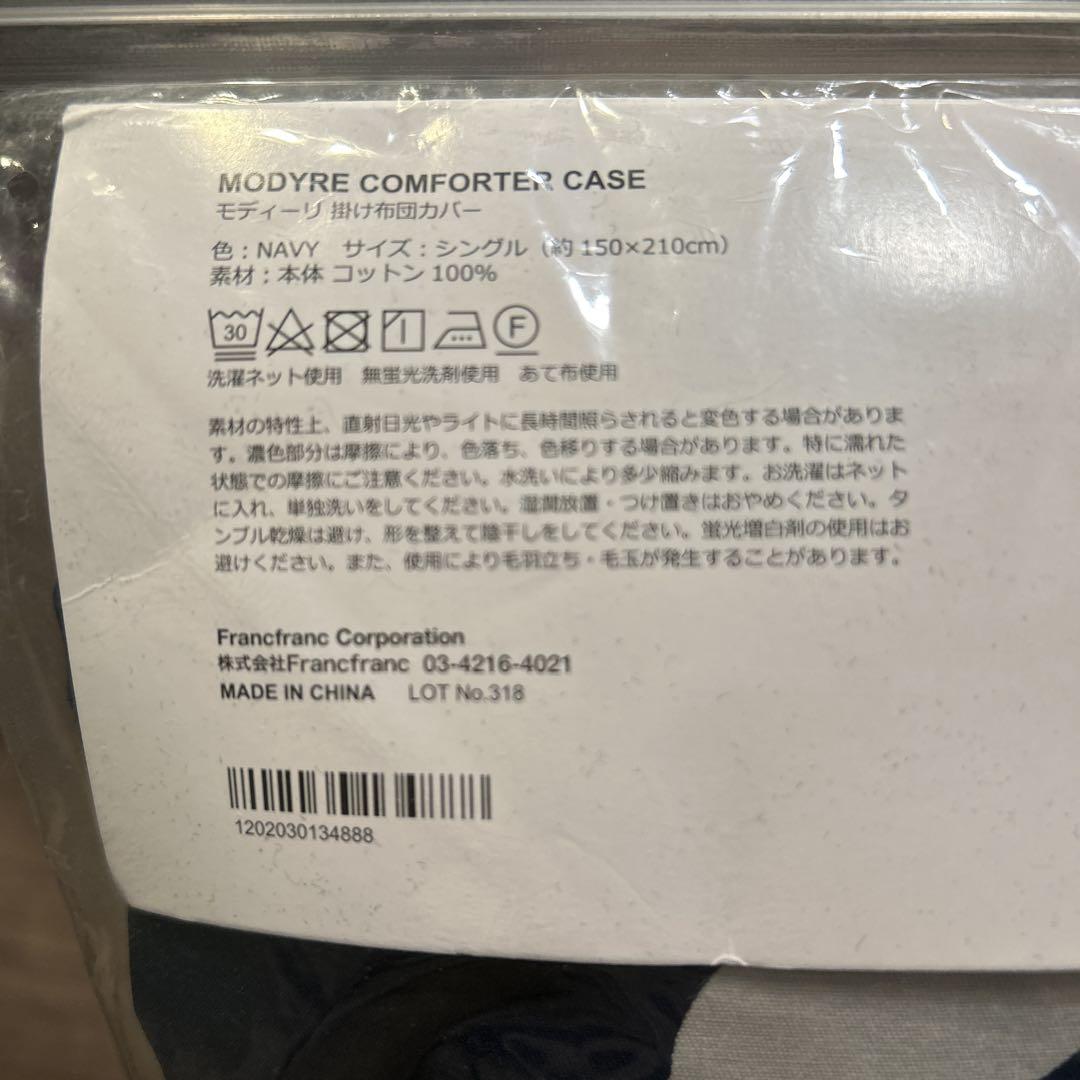 MODYRE COMFORTER CASE
モディーリ 掛け布団カバー
色：NAVY　サイズ：シングル（約 150×210cm）
素材：本体 コットン 100%
30 F
洗濯ネット使用　無蛍光洗剤使用　あて布使用
素材の特性上、直射日光やライトに長時間照らされると変色する場合がありま
す。濃色部分は摩擦により、色落ち、色移りする場合があります。特に濡れた
状態での摩擦にご注意ください。水洗いにより多少縮みます。お洗濯はネット
に入れ、単独洗いをしてください。湿潤放置・つけ置きはおやめください。タ
ンブル乾燥は避け、形を整えて陰干しをしてください。蛍光増白剤の使用はお
避けください。また、使用により毛羽立ち・毛玉が発生することがあります。
Francfranc Corporation
株式会社Francfranc 03-4216-4021
MADE IN CHINA　LOT No.318
1202030134888